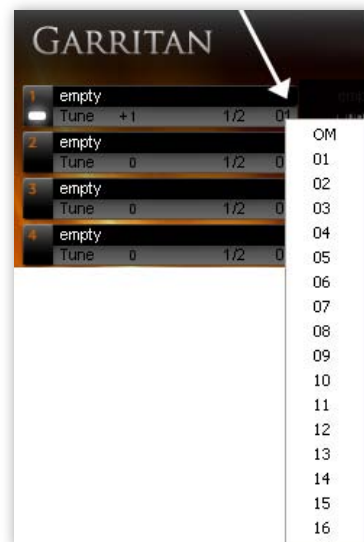 GARRITAN
1 empty
Tune +1 1/2 01
2 empty
Tune 0 1/2 0
3 empty
Tune 0 1/2 0
4 empty
Tune 0 1/2 0
OM
01
02
03
04
05
06
07
08
09
10
11
12
13
14
15
16